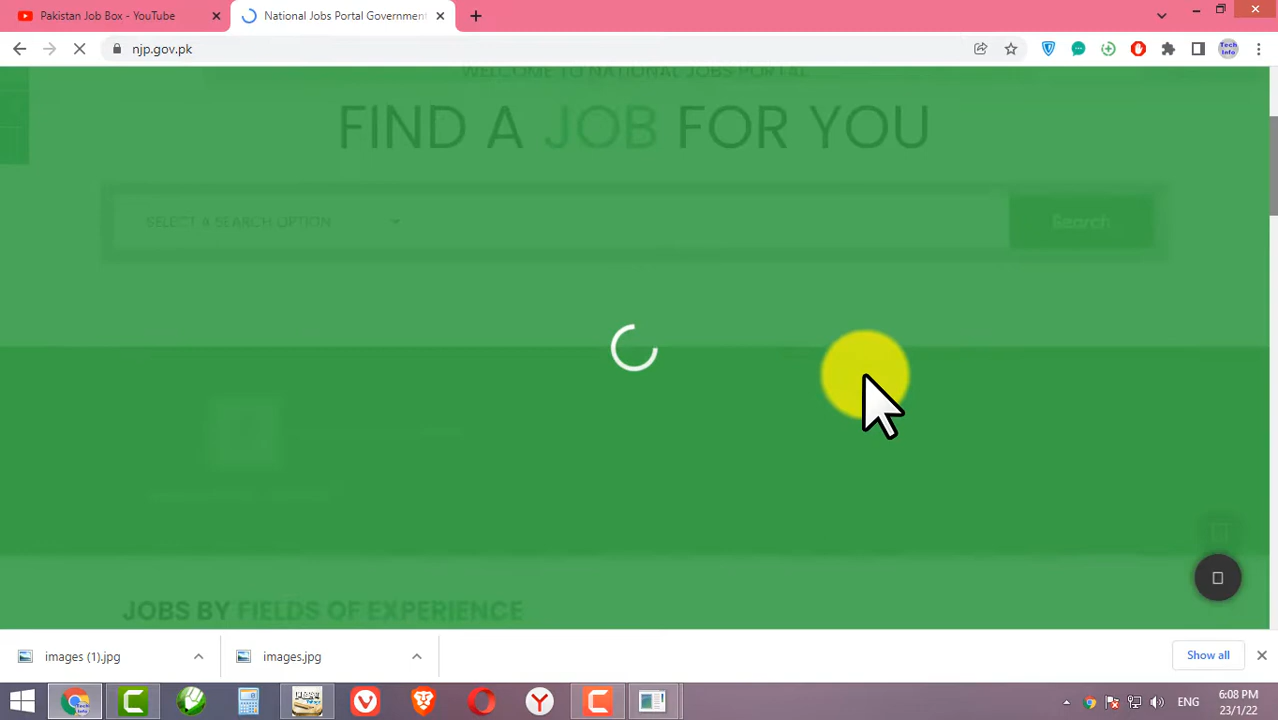 Pakistan Job Box - YouTube
National Jobs Portal Government
njp.gov.pk
Tech Info
WELCOME TO NATIONAL JOBS PORTAL
FIND A JOB FOR YOU
SELECT A SEARCH OPTION
Search
JOBS BY FIELDS OF EXPERIENCE
images (1).jpg
images.jpg
Show all
ENG
6:08 PM
23/1/22